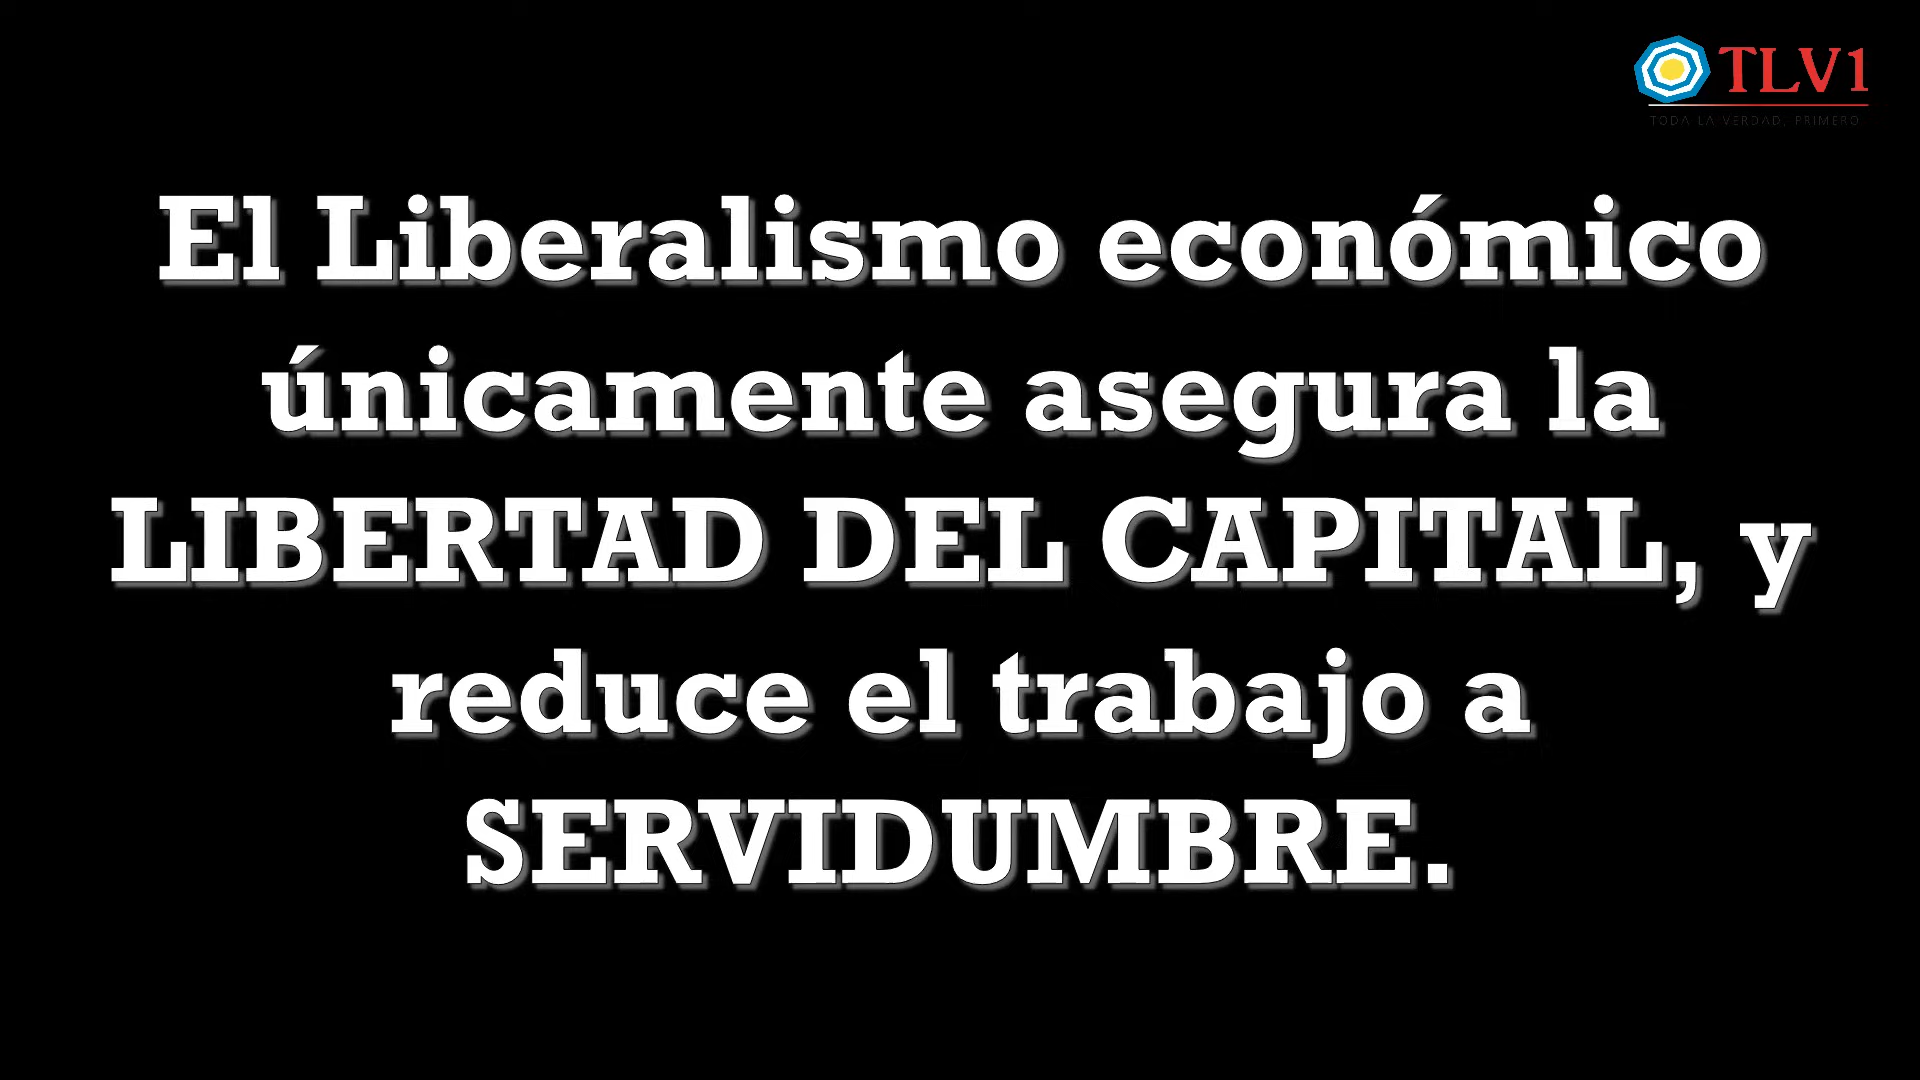 TLV1
TODA LA VERDAD, PRIMERO
El Liberalismo económico
únicamente asegura la
LIBERTAD DEL CAPITAL, y
reduce el trabajo a
SERVIDUMBRE.